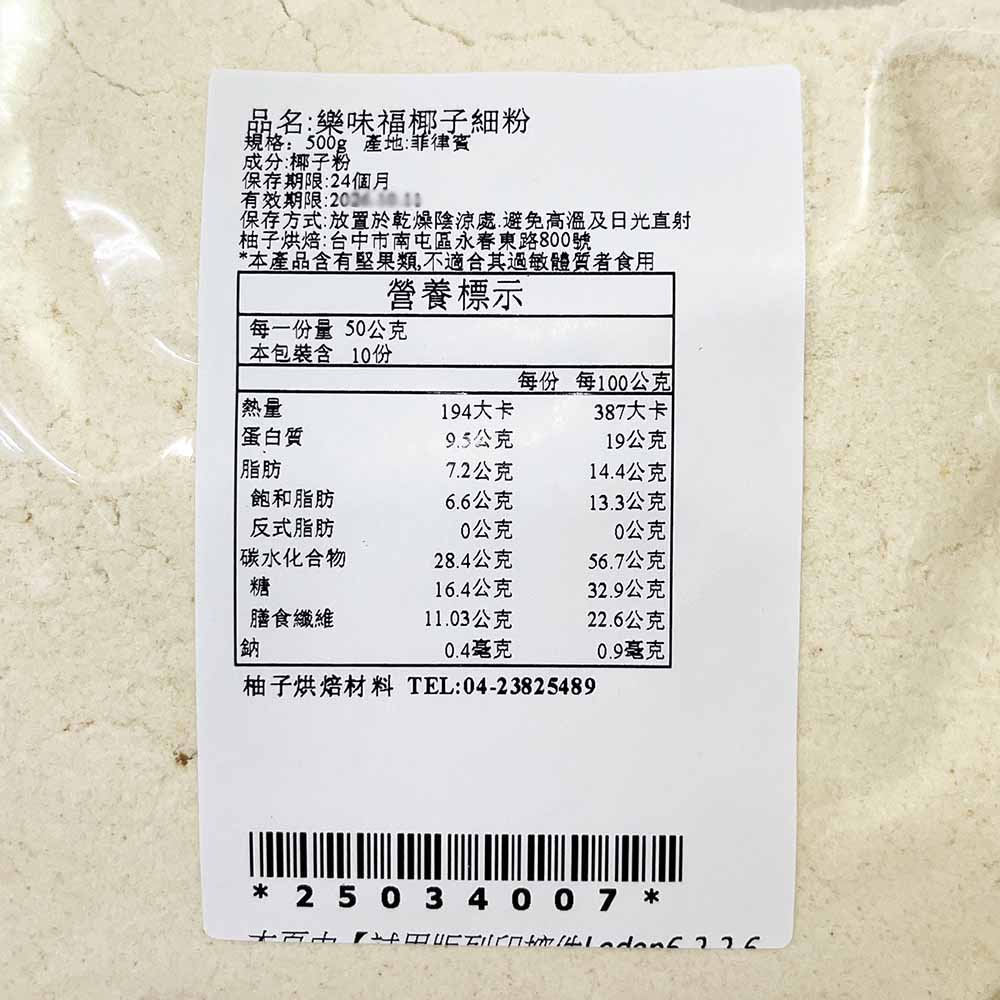 品名:樂味福椰子細粉
規格: 500g 產地:菲律賓
成分:椰子粉
保存期限:24個月
有效期限:20
保存方式:放置於乾燥陰涼處.避免高溫及日光直射
柚子烘焙:台中市南屯區永春東路800號
*本產品含有堅果類,不適合其過敏體質者食用
營養標示
每一份量 50公克
本包裝含 10份
每份 每100公克
熱量 194大卡 387大卡
蛋白質 9.5公克 19公克
脂肪 7.2公克 14.4公克
飽和脂肪 6.6公克 13.3公克
反式脂肪 0公克 0公克
碳水化合物 28.4公克 56.7公克
糖 16.4公克 32.9公克
膳食纖維 11.03公克 22.6公克
鈉 0.4毫克 0.9毫克
柚子烘焙材料 TEL:04-23825489
*25034007*